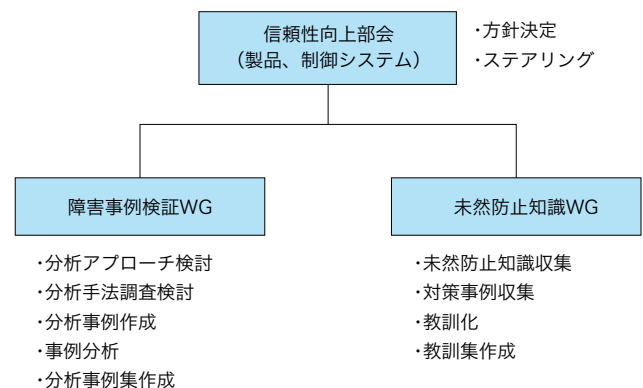 信頼性向上部会
（製品、制御システム）
・方針決定
・ステアリング
障害事例検証WG
・分析アプローチ検討
・分析手法調査検討
・分析事例作成
・事例分析
・分析事例集作成
未然防止知識WG
・未然防止知識収集
・対策事例収集
・教訓化
・教訓集作成